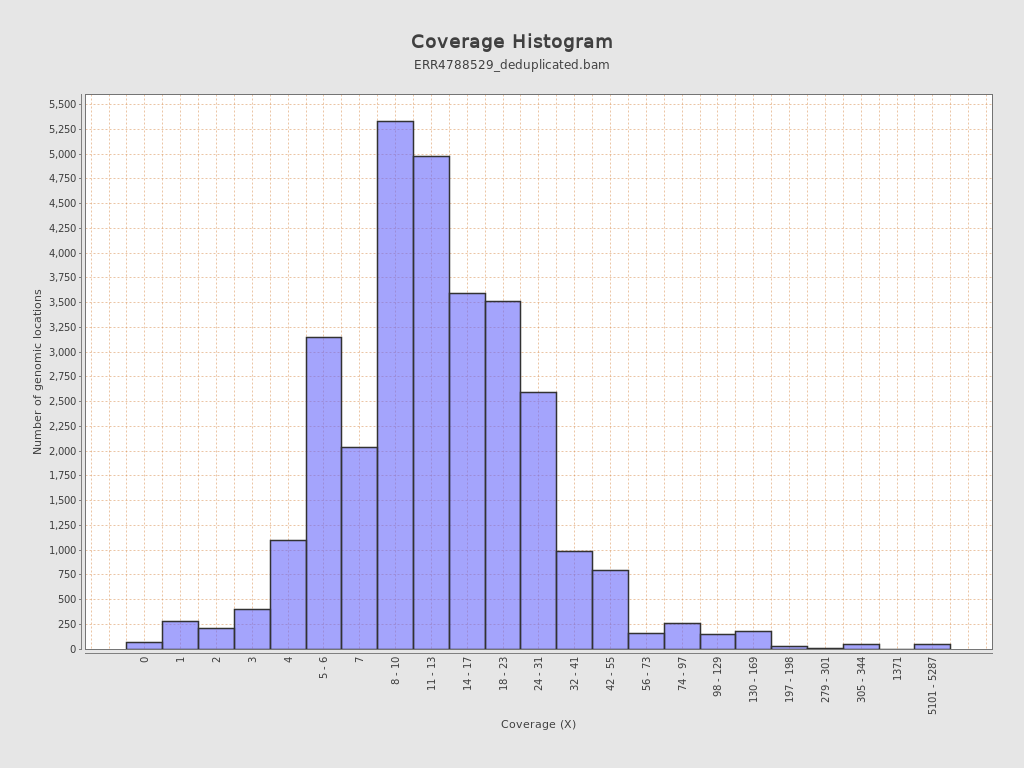 Coverage Histogram
ERR4788529_deduplicated.bam
5,500
5,250
5,000
4,750
4,500
4,250
4,000
3,750
3,500
3,250
3,000
2,750
2,500
2,250
2,000
1,750
1,500
1,250
1,000
750
500
250
0
Number of genomic locations
0
1
2
3
4
5 - 6
7
8 - 10
11 - 13
14 - 17
18 - 23
24 - 31
32 - 41
42 - 55
56 - 73
74 - 97
98 - 129
130 - 169
197 - 198
279 - 301
305 - 344
1371
5101 - 5287
Coverage (X)